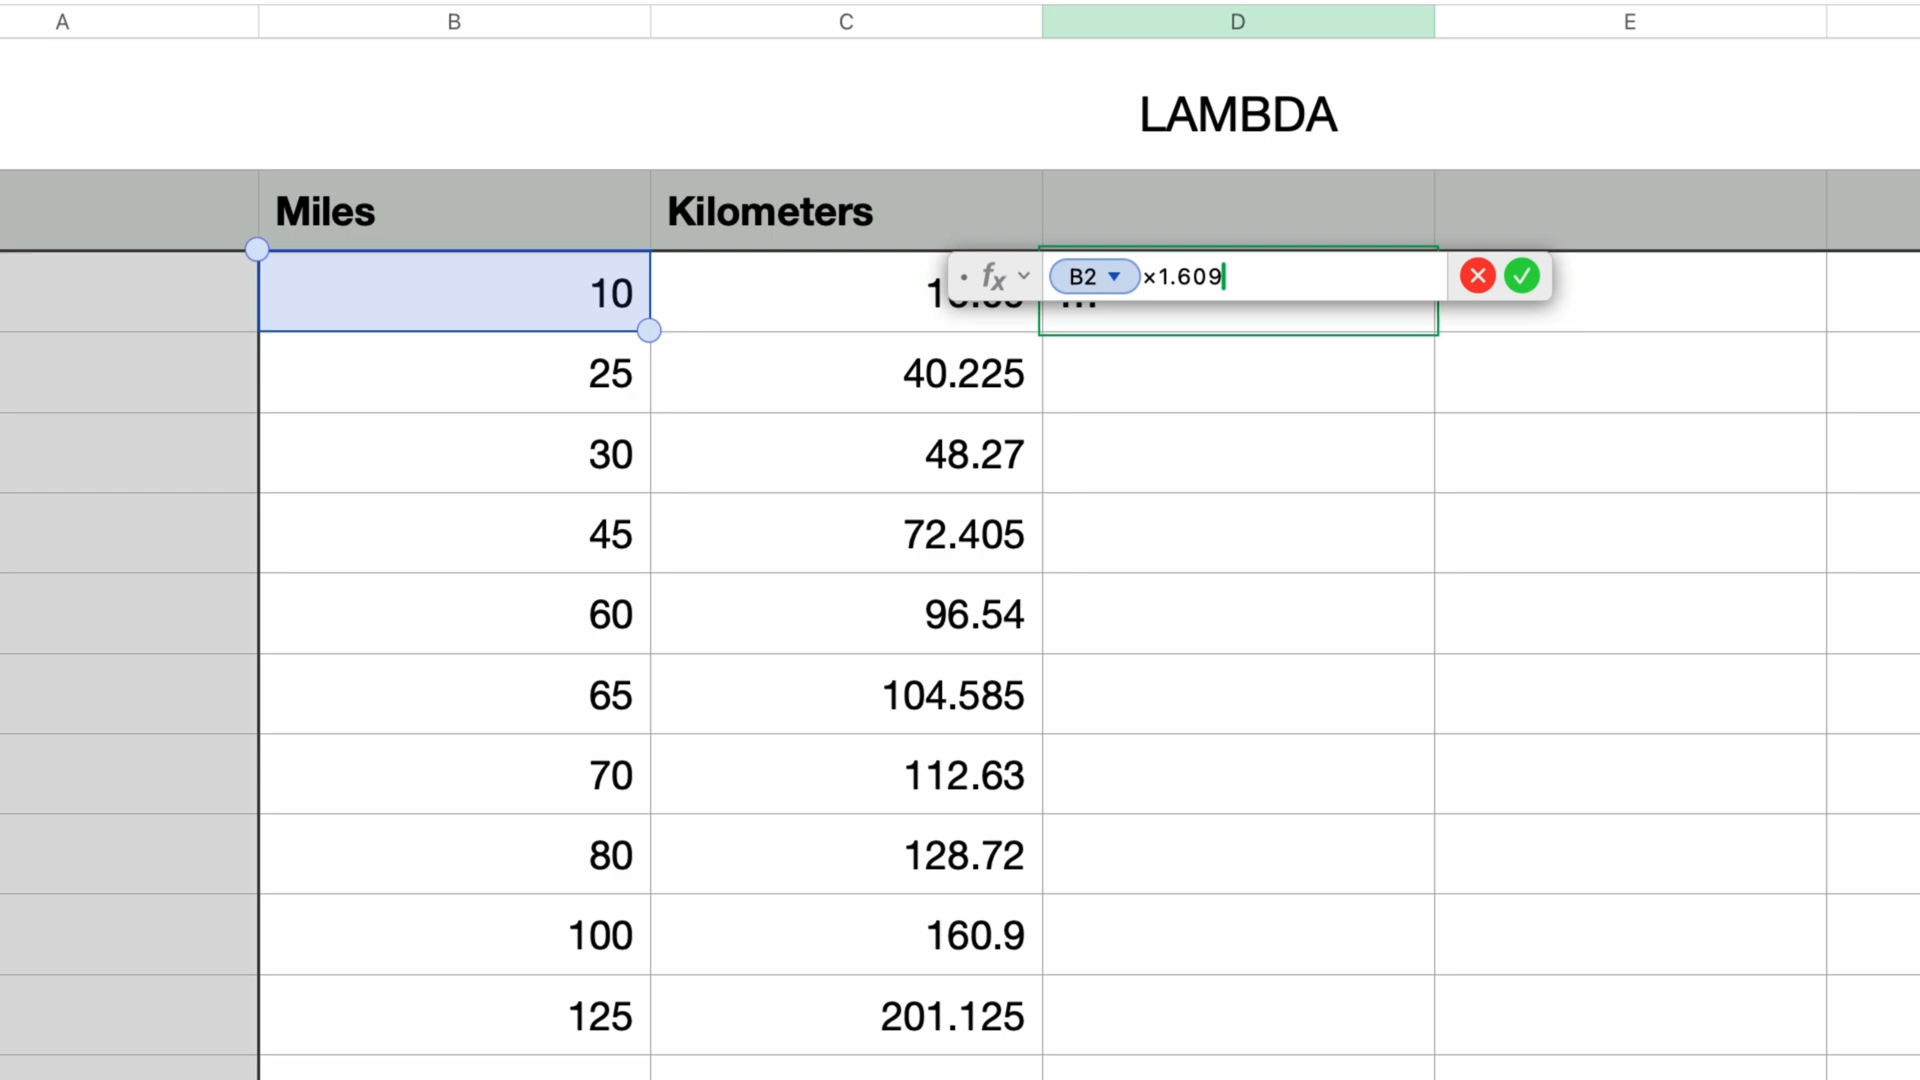 A B C D E
LAMBDA
Miles Kilometers
fx B2 ×1.609
10
25 40.225
30 48.27
45 72.405
60 96.54
65 104.585
70 112.63
80 128.72
100 160.9
125 201.125